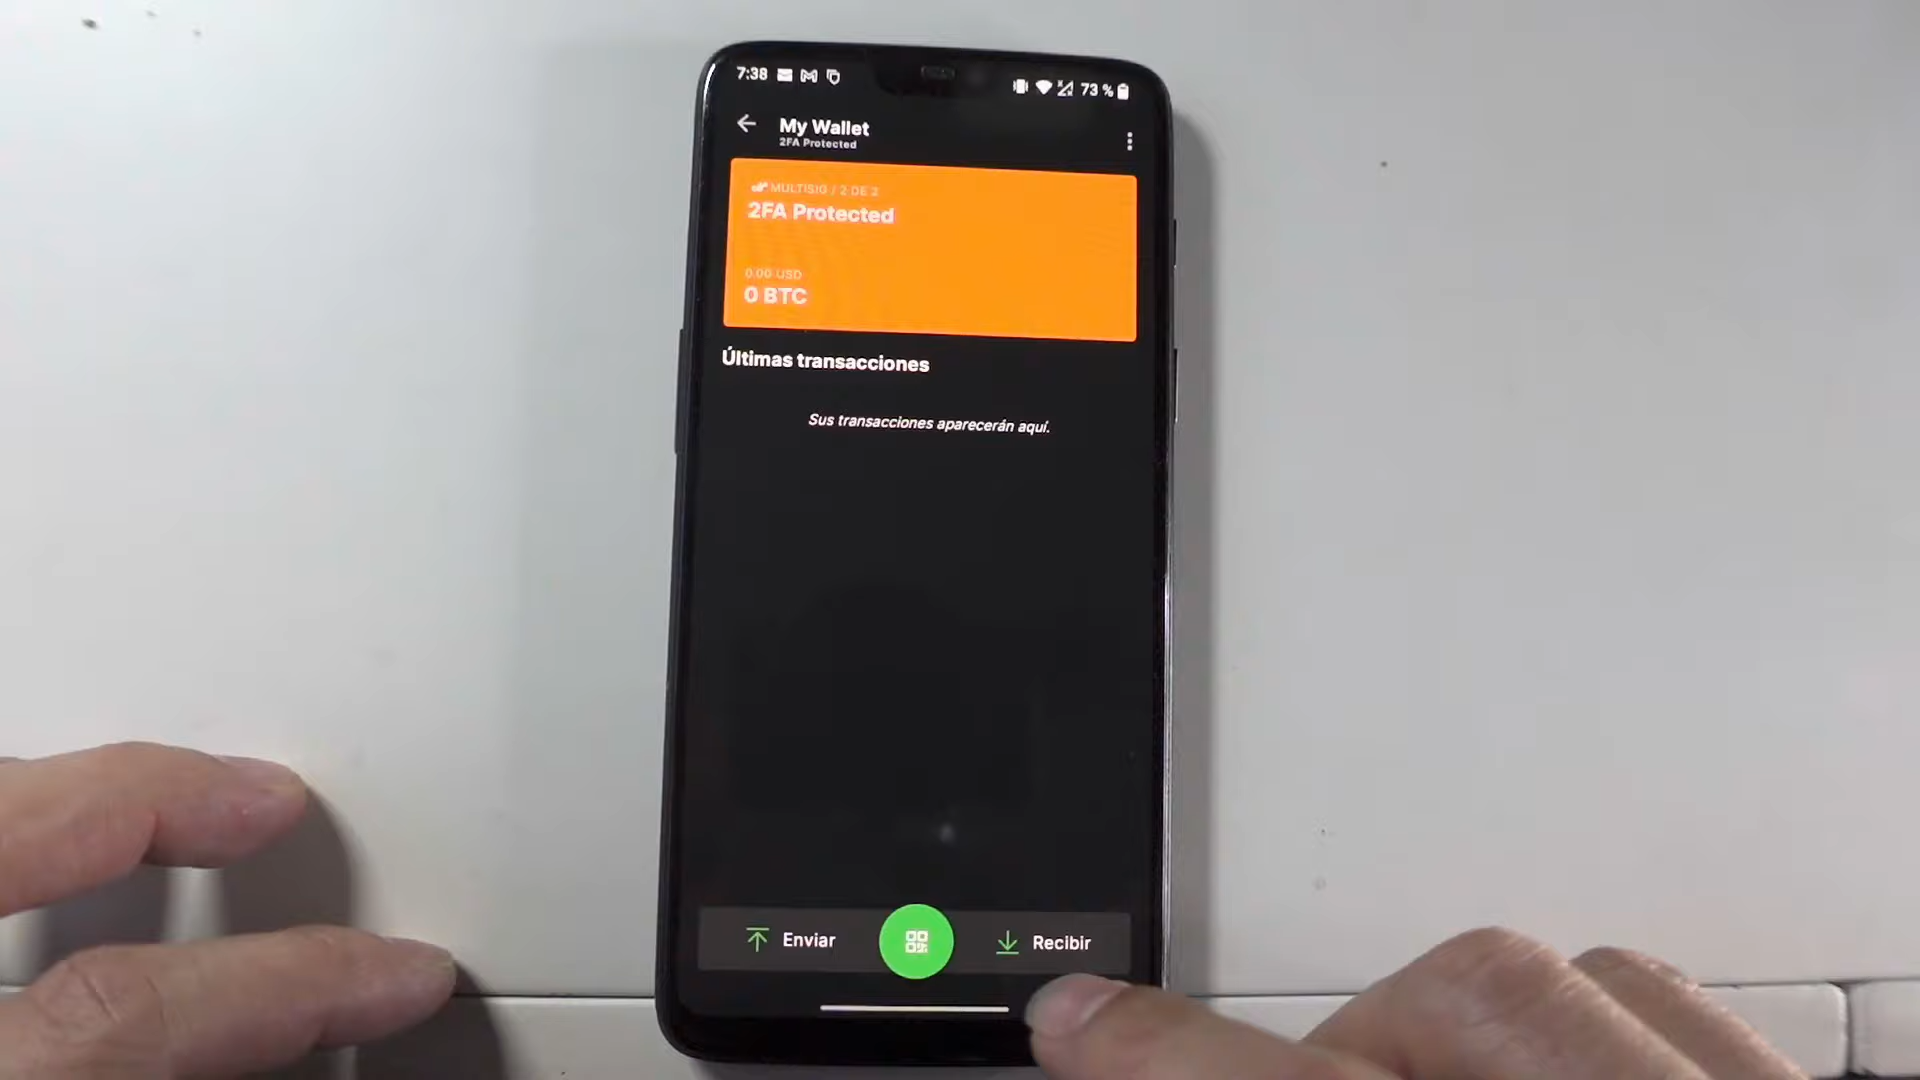 7:38 73 %
My Wallet
2FA Protected
MULTISIG / 2 DE 2
2FA Protected
0.00 USD
0 BTC
Últimas transacciones
Sus transacciones aparecerán aquí.
Enviar
Recibir